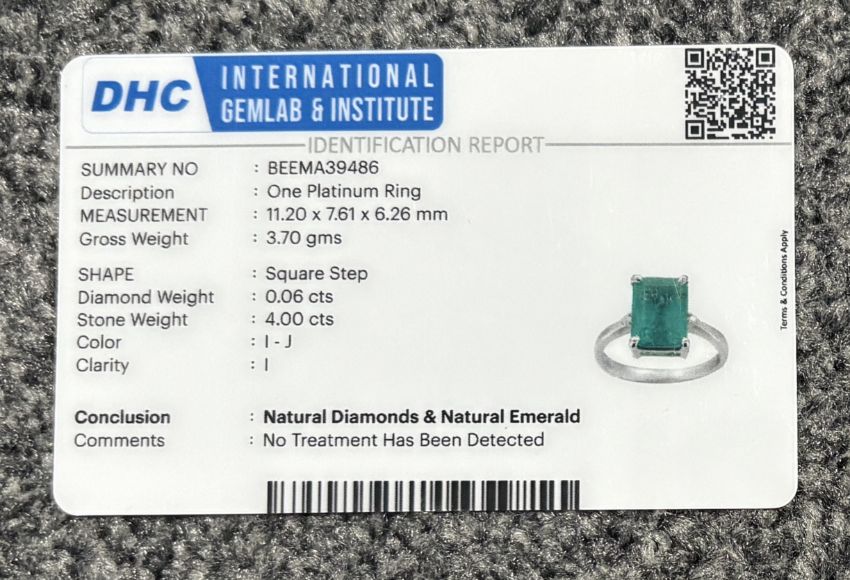 DHC INTERNATIONAL
GEMLAB & INSTITUTE
IDENTIFICATION REPORT
SUMMARY NO : BEEMA39486
Description : One Platinum Ring
MEASUREMENT : 11.20 x 7.61 x 6.26 mm
Gross Weight : 3.70 gms
SHAPE : Square Step
Diamond Weight : 0.06 cts
Stone Weight : 4.00 cts
Color : I - J
Clarity : I
Conclusion : Natural Diamonds & Natural Emerald
Comments : No Treatment Has Been Detected
Terms & Conditions Apply